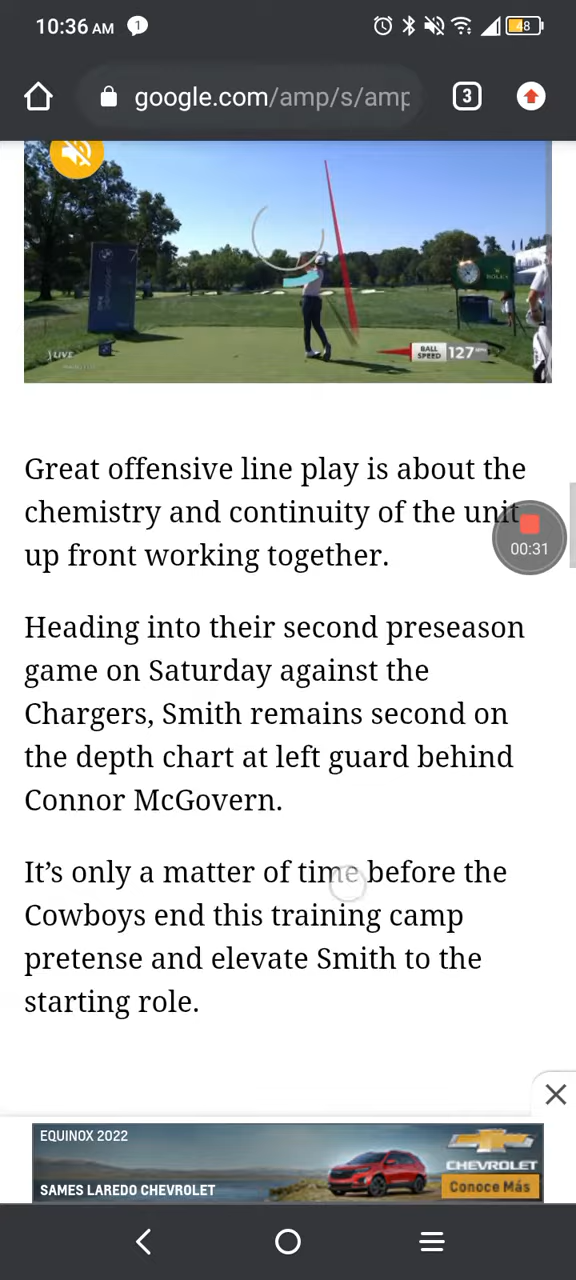 10:36 AM 1
48
google.com/amp/s/amp
3
7
ROLEX
LIVE
BALL
SPEED 127
Great offensive line play is about the
chemistry and continuity of the unit
up front working together.
00:31
Heading into their second preseason
game on Saturday against the
Chargers, Smith remains second on
the depth chart at left guard behind
Connor McGovern.
It’s only a matter of time before the
Cowboys end this training camp
pretense and elevate Smith to the
starting role.
EQUINOX 2022
CHEVROLET
SAMES LAREDO CHEVROLET
Conoce Más